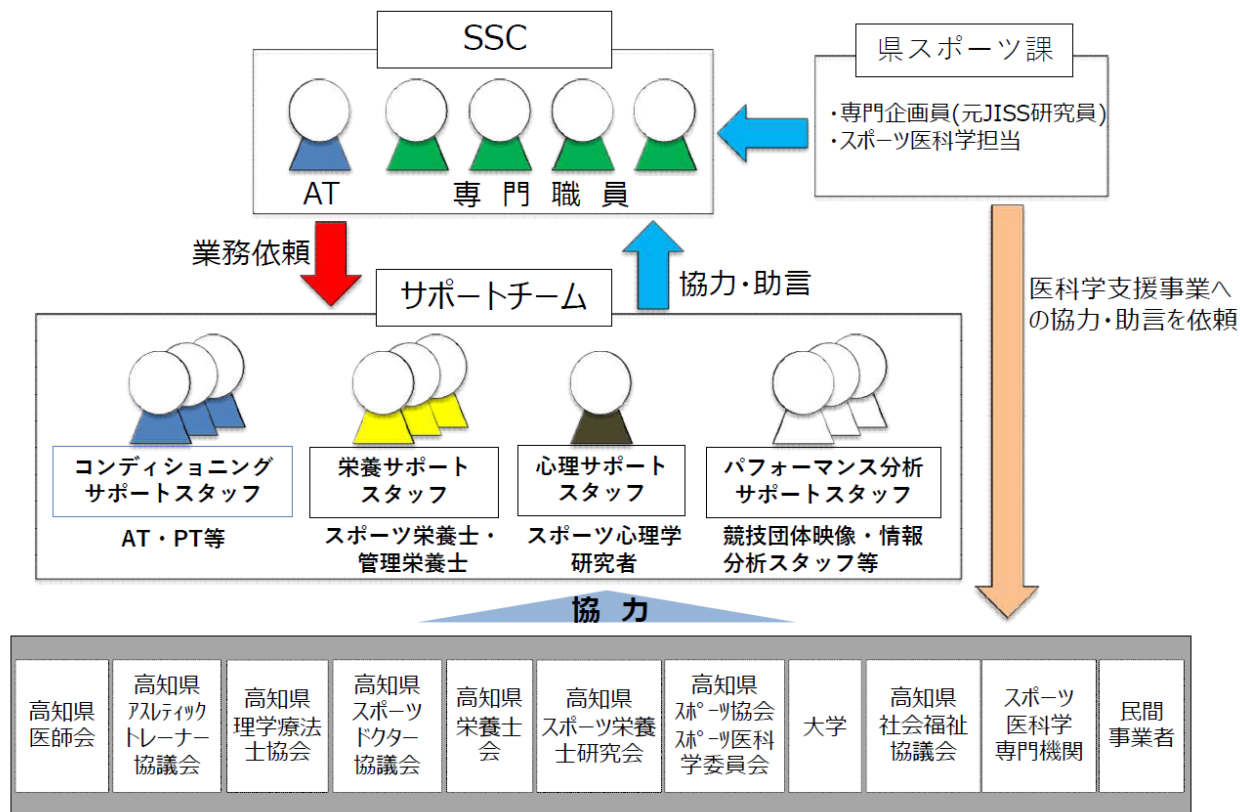 SSC
県スポーツ課
・専門企画員(元JISS研究員)
・スポーツ医科学担当
AT
専門職員
業務依頼
協力・助言
医科学支援事業へ
の協力・助言を依頼
サポートチーム
コンディショニング
サポートスタッフ
AT・PT等
栄養サポート
スタッフ
スポーツ栄養士・
管理栄養士
心理サポート
スタッフ
スポーツ心理学
研究者
パフォーマンス分析
サポートスタッフ
競技団体映像・情報
分析スタッフ等
協力
高知県
医師会
高知県
ｱｽﾚﾃｨｯｸ
トレーナー
協議会
高知県
理学療法
士協会
高知県
スポーツ
ドクター
協議会
高知県
栄養士
会
高知県
スポーツ栄養
士研究会
高知県
ｽﾎﾟｰﾂ協会
ｽﾎﾟｰﾂ医科
学委員会
大学
高知県
社会福祉
協議会
スポーツ
医科学
専門機関
民間
事業者